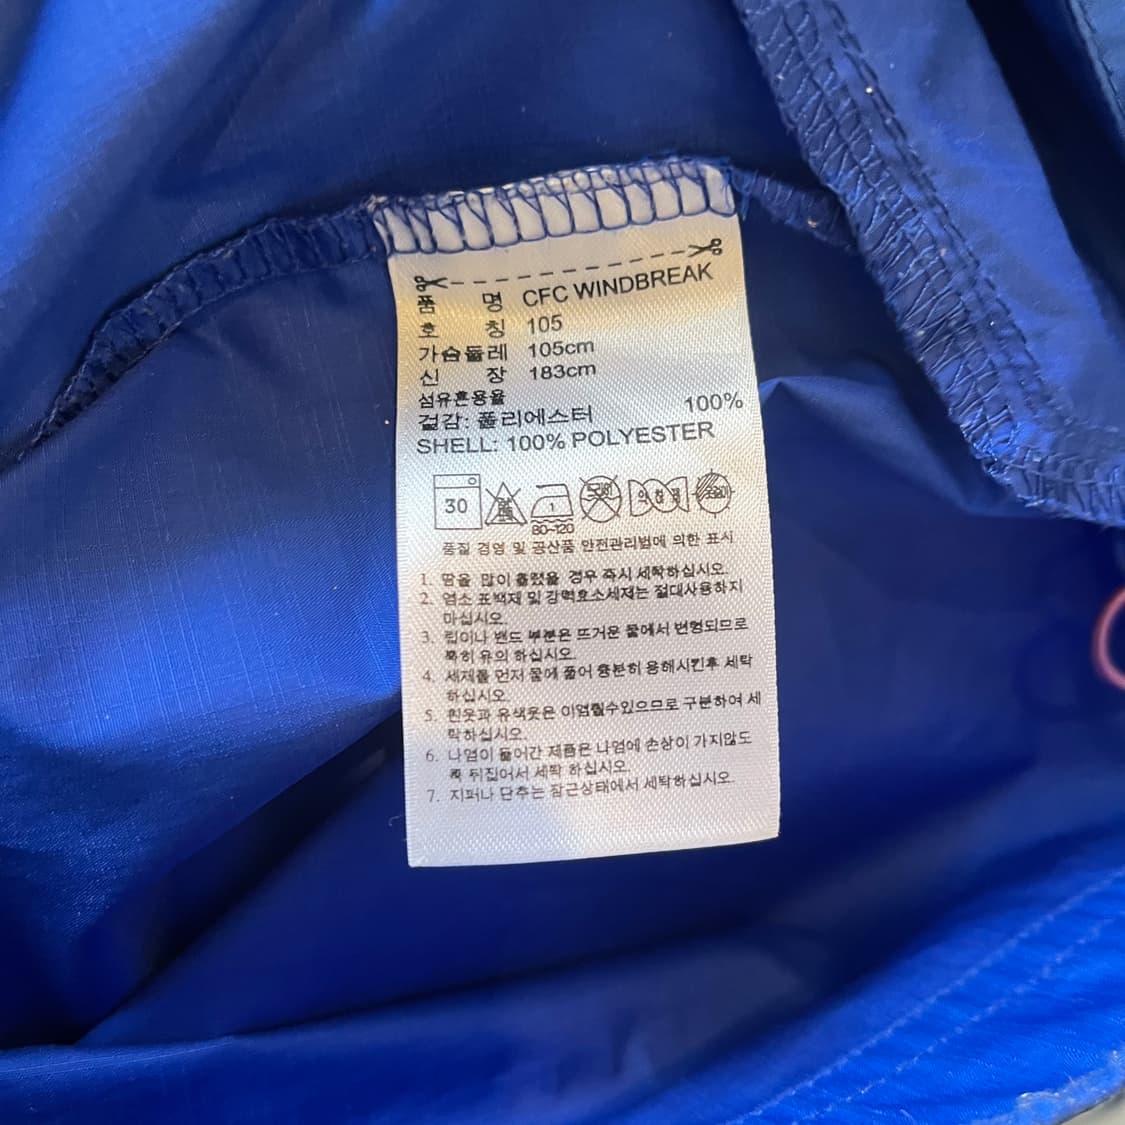 품 명 CFC WINDBREAK
호 칭 105
가슴둘레 105cm
신 장 183cm
섬유혼용율
겉감: 폴리에스터 100%
SHELL: 100% POLYESTER
30
1
80~120
품질 경영 및 공산품 안전관리법에 의한 표시
1. 땀을 많이 흘렸을 경우 즉시 세탁하십시오.
2. 염소 표백제 및 강력효소세제는 절대사용하지
마십시오.
3. 립이나 밴드 부분은 뜨거운 물에서 변형되므로
특히 유의 하십시오.
4. 세제를 먼저 물에 풀어 충분히 용해시킨후 세탁
하십시오.
5. 흰옷과 유색옷은 이염될수있으므로 구분하여 세
탁하십시오.
6. 나염이 들어간 제품은 나염에 손상이 가지않도
록 뒤집어서 세탁 하십시오.
7. 지퍼나 단추는 잠근상태에서 세탁하십시오.